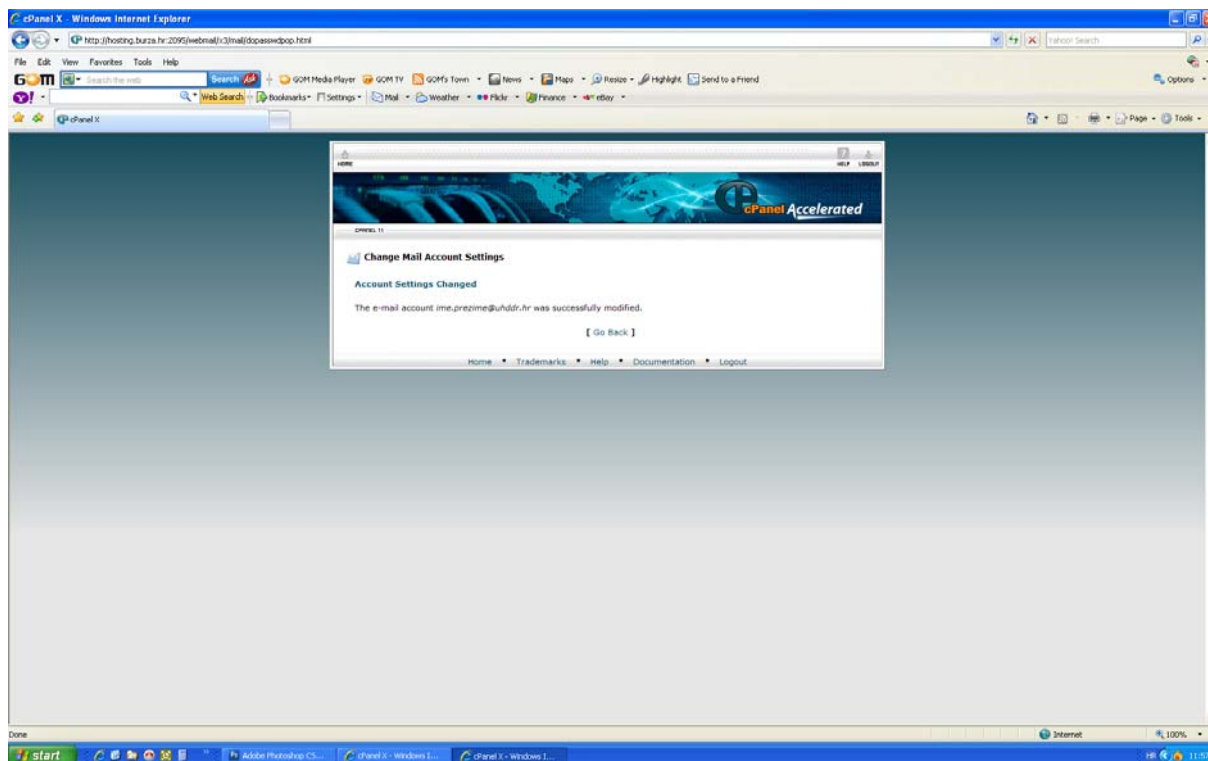 cPanel X - Windows Internet Explorer
http://hosting.burza.hr:2095/webmail/x3/mail/dopasswdpop.html
Yahoo! Search
File Edit View Favorites Tools Help
GOM Search the web Search GOM Media Player GOM TV GOM's Town News Maps Resize Highlight Send to a Friend Options
Y! Web Search Bookmarks Settings Mail Weather Flickr Finance eBay
cPanel X Page Tools
HOME HELP LOGOUT
cPanel Accelerated
CPANEL 11
Change Mail Account Settings
Account Settings Changed
The e-mail account ime.prezime@uhddr.hr was successfully modified.
[ Go Back ]
Home • Trademarks • Help • Documentation • Logout
Done Internet 100%
start Adobe Photoshop CS... cPanel X - Windows I... cPanel X - Windows I... HR